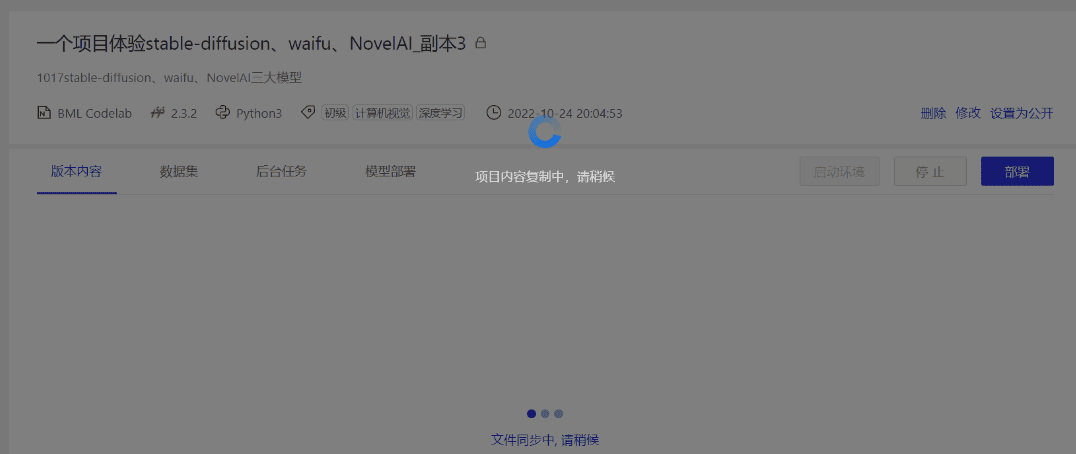 一个项目体验stable-diffusion、waifu、NovelAI_副本3
1017stable-diffusion、waifu、NovelAI三大模型
BML Codelab 2.3.2 Python3 初级 计算机视觉 深度学习 2022-10-24 20:04:53 删除 修改 设置为公开
版本内容 数据集 后台任务 模型部署 启动环境 停止 部署
项目内容复制中，请稍候
文件同步中, 请稍候